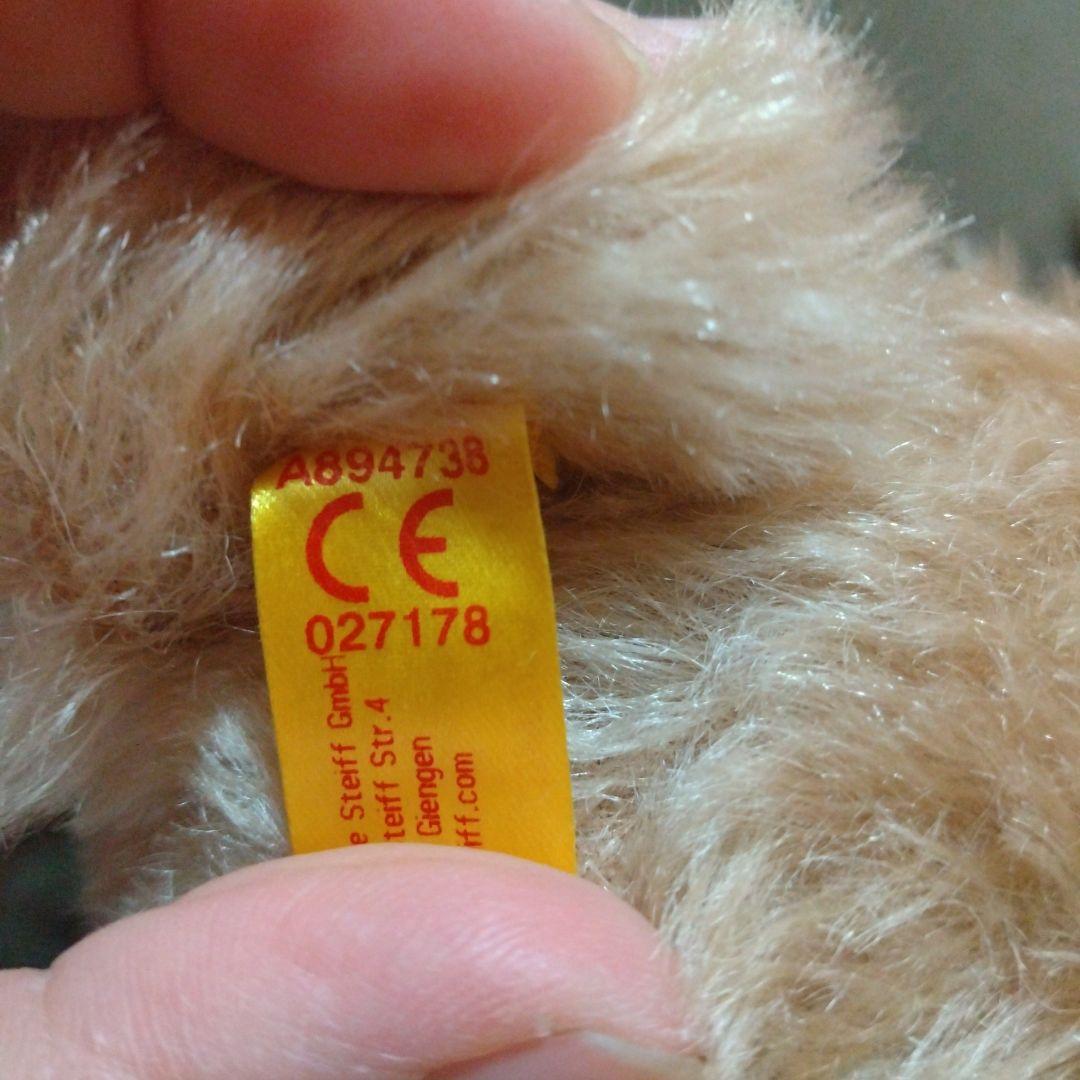 A894738
CE
027178
e Steiff GmbH
teiff Str.4
Giengen
iff.com